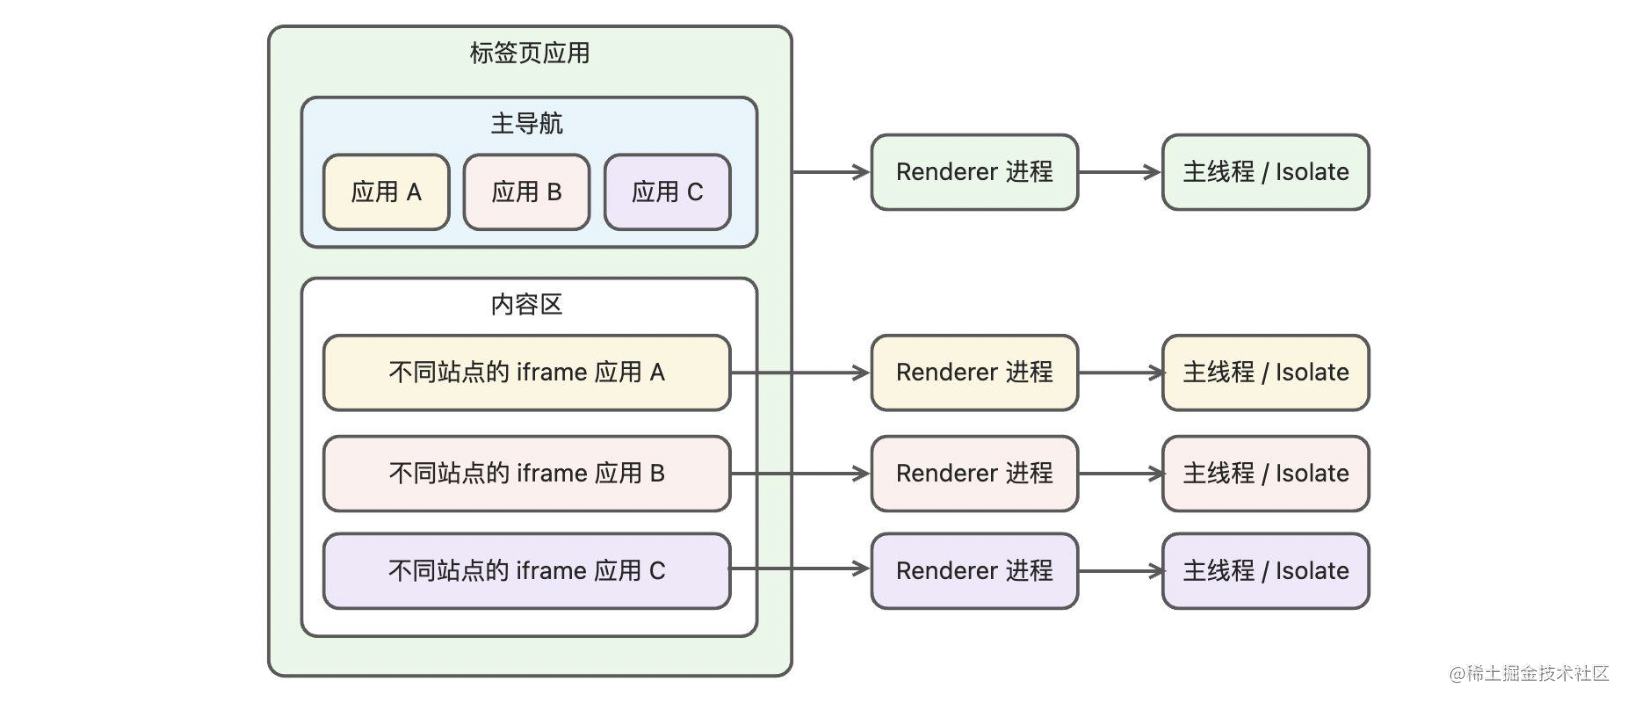 标签页应用
主导航
应用 A
应用 B
应用 C
Renderer 进程
主线程 / Isolate
内容区
不同站点的 iframe 应用 A
Renderer 进程
主线程 / Isolate
不同站点的 iframe 应用 B
Renderer 进程
主线程 / Isolate
不同站点的 iframe 应用 C
Renderer 进程
主线程 / Isolate
@稀土掘金技术社区